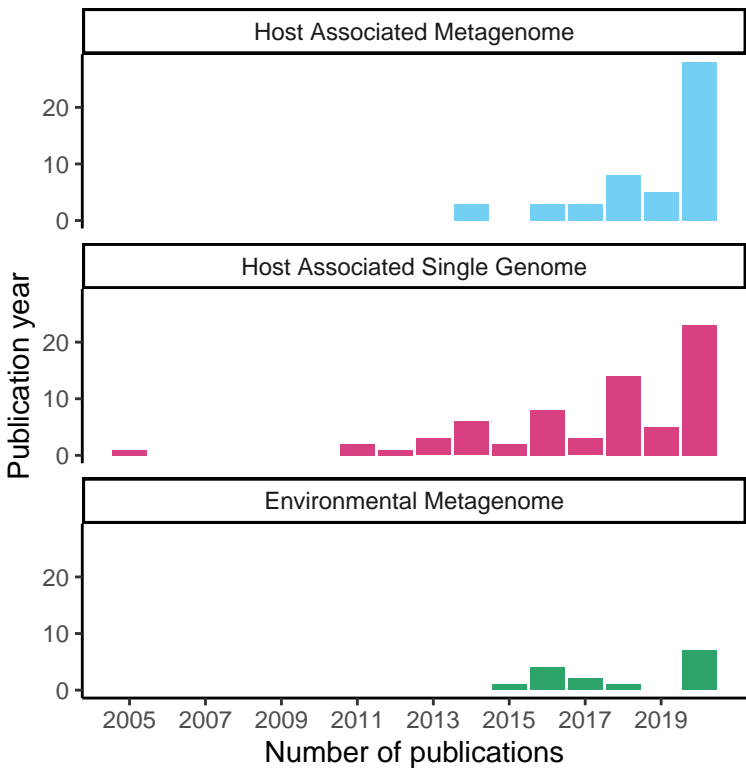 Host Associated Metagenome
20
10
0
Host Associated Single Genome
20
10
0
Environmental Metagenome
20
10
0
2005 2007 2009 2011 2013 2015 2017 2019
Number of publications
Publication year